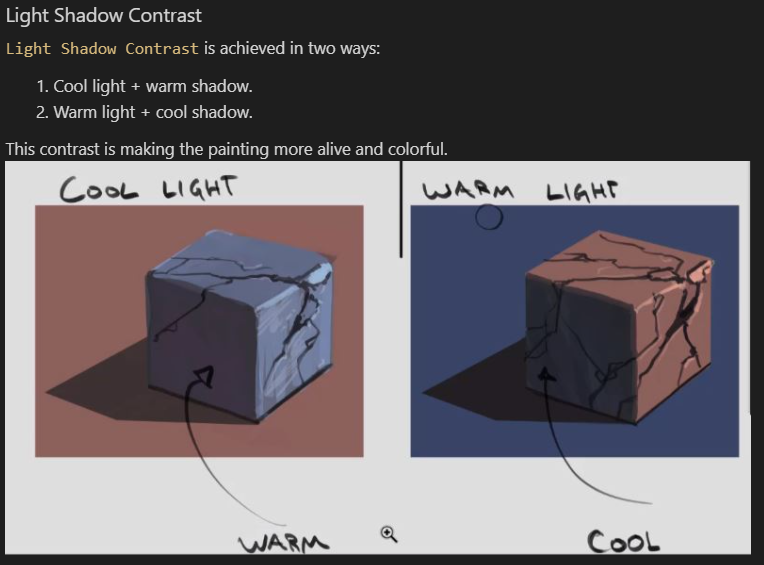 Light Shadow Contrast
Light Shadow Contrast is achieved in two ways:
1. Cool light + warm shadow.
2. Warm light + cool shadow.
This contrast is making the painting more alive and colorful.
COOL LIGHT
WARM LIGHT
WARM
COOL